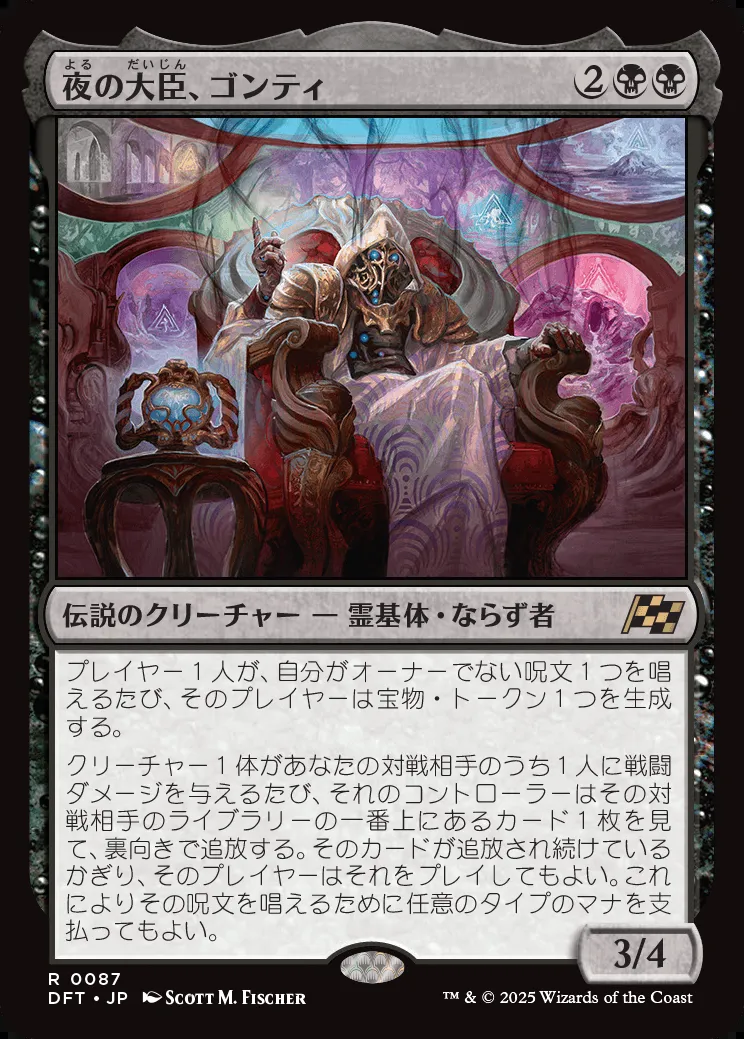 よる だいじん
夜の大臣、ゴンティ
2
伝説のクリーチャー — 霊基体・ならず者
プレイヤー１人が、自分がオーナーでない呪文１つを唱
えるたび、そのプレイヤーは宝物・トークン１つを生成
する。
クリーチャー１体があなたの対戦相手のうち１人に戦闘
ダメージを与えるたび、それのコントローラーはその対
戦相手のライブラリーの一番上にあるカード１枚を見
て、裏向きで追放する。そのカードが追放され続けている
かぎり、そのプレイヤーはそれをプレイしてもよい。これ
によりその呪文を唱えるために任意のタイプのマナを支
払ってもよい。
3/4
R 0087
DFT • JP SCOTT M. FISCHER
™ & © 2025 Wizards of the Coast